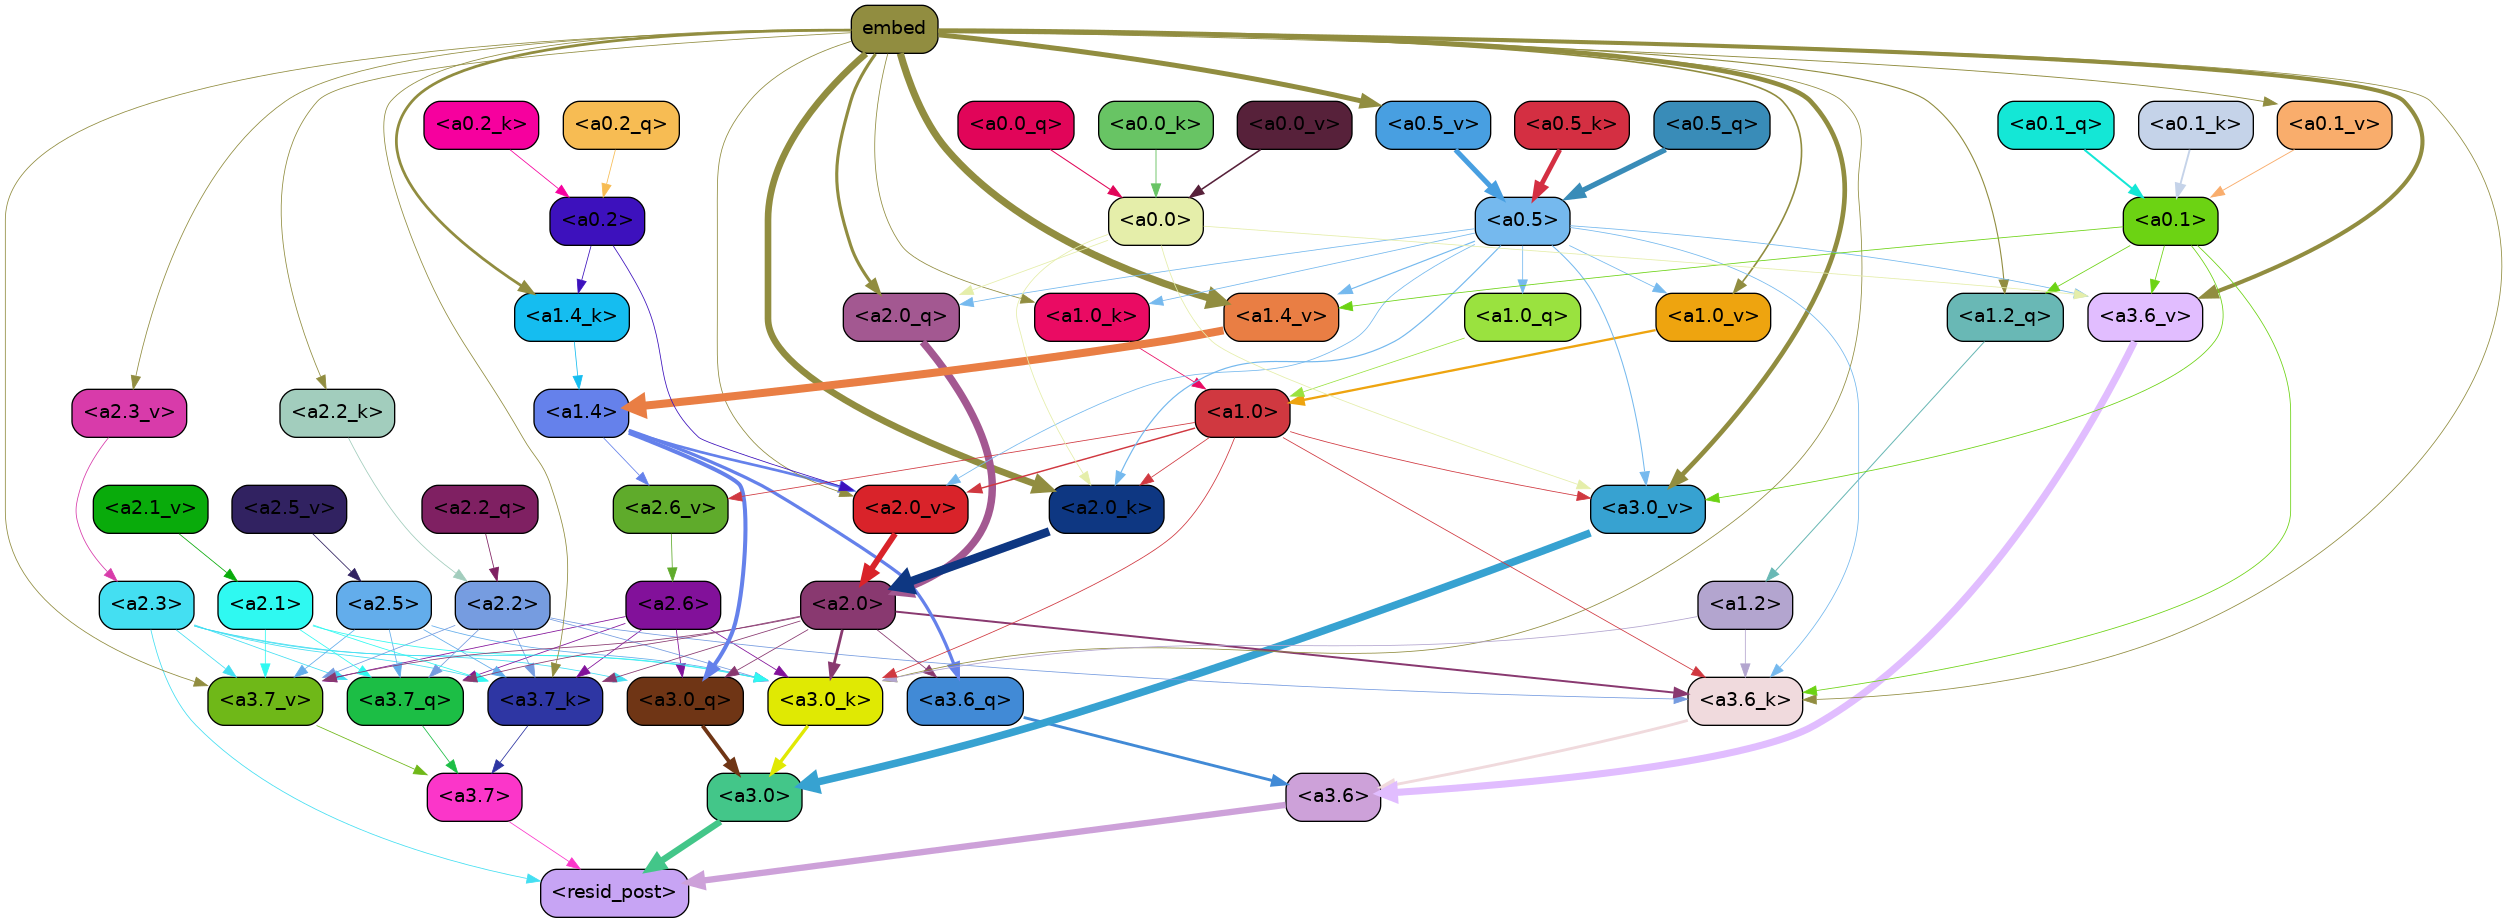 embed
<a0.2_k>
<a0.2_q>
<a0.0_q>
<a0.0_k>
<a0.0_v>
<a0.5_v>
<a0.5_k>
<a0.5_q>
<a0.1_q>
<a0.1_k>
<a0.1_v>
<a0.2>
<a0.0>
<a0.5>
<a0.1>
<a1.4_k>
<a2.0_q>
<a1.0_k>
<a1.4_v>
<a1.0_q>
<a1.0_v>
<a1.2_q>
<a3.6_v>
<a2.3_v>
<a2.2_k>
<a1.4>
<a1.0>
<a2.1_v>
<a2.5_v>
<a2.2_q>
<a2.6_v>
<a2.0_v>
<a2.0_k>
<a3.0_v>
<a2.3>
<a2.1>
<a2.5>
<a2.2>
<a2.6>
<a2.0>
<a1.2>
<a3.7_v>
<a3.7_q>
<a3.7_k>
<a3.0_q>
<a3.0_k>
<a3.6_q>
<a3.6_k>
<a3.7>
<a3.0>
<a3.6>
<resid_post>